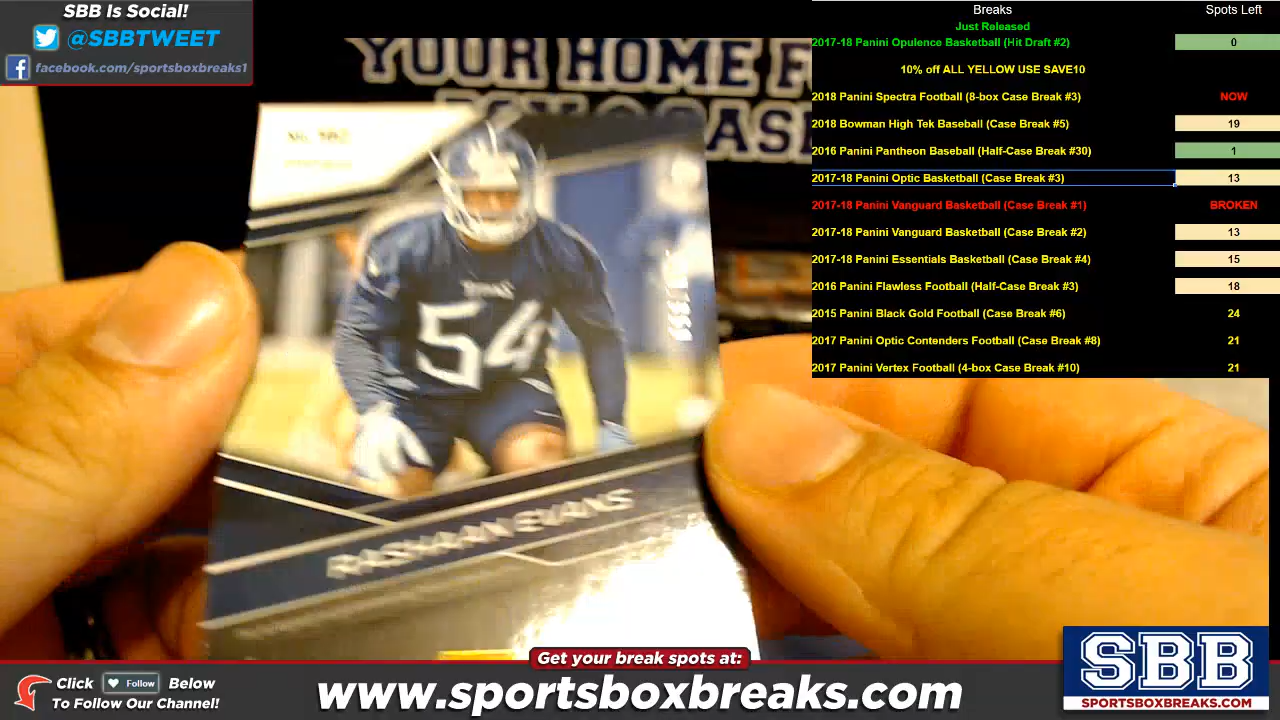 SBB Is Social!
@SBBTWEET
facebook.com/sportsboxbreaks1
YOUR HOME F
CASE
54
RASHAAN EVANS
Breaks Spots Left
Just Released
2017-18 Panini Opulence Basketball (Hit Draft #2) 0
10% off ALL YELLOW USE SAVE10
2018 Panini Spectra Football (8-box Case Break #3) NOW
2018 Bowman High Tek Baseball (Case Break #5) 19
2016 Panini Pantheon Baseball (Half-Case Break #30) 1
2017-18 Panini Optic Basketball (Case Break #3) 13
2017-18 Panini Vanguard Basketball (Case Break #1) BROKEN
2017-18 Panini Vanguard Basketball (Case Break #2) 13
2017-18 Panini Essentials Basketball (Case Break #4) 15
2016 Panini Flawless Football (Half-Case Break #3) 18
2015 Panini Black Gold Football (Case Break #6) 24
2017 Panini Optic Contenders Football (Case Break #8) 21
2017 Panini Vertex Football (4-box Case Break #10) 21
Get your break spots at:
Click Follow Below
To Follow Our Channel!
www.sportsboxbreaks.com
SBB
SPORTSBOXBREAKS.COM